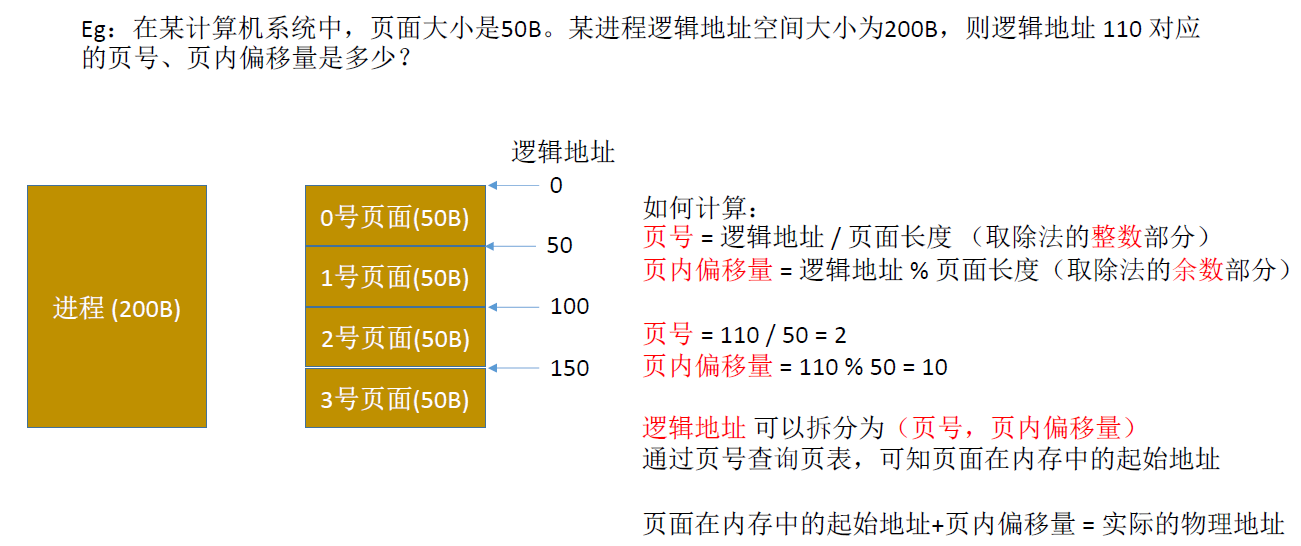 Eg：在某计算机系统中，页面大小是50B。某进程逻辑地址空间大小为200B，则逻辑地址 110 对应
的页号、页内偏移量是多少？
逻辑地址
进程 (200B)
0号页面(50B)
1号页面(50B)
2号页面(50B)
3号页面(50B)
0
50
100
150
如何计算：
页号 = 逻辑地址 / 页面长度 （取除法的整数部分）
页内偏移量 = 逻辑地址 % 页面长度（取除法的余数部分）
页号 = 110 / 50 = 2
页内偏移量 = 110 % 50 = 10
逻辑地址 可以拆分为（页号，页内偏移量）
通过页号查询页表，可知页面在内存中的起始地址
页面在内存中的起始地址+页内偏移量 = 实际的物理地址